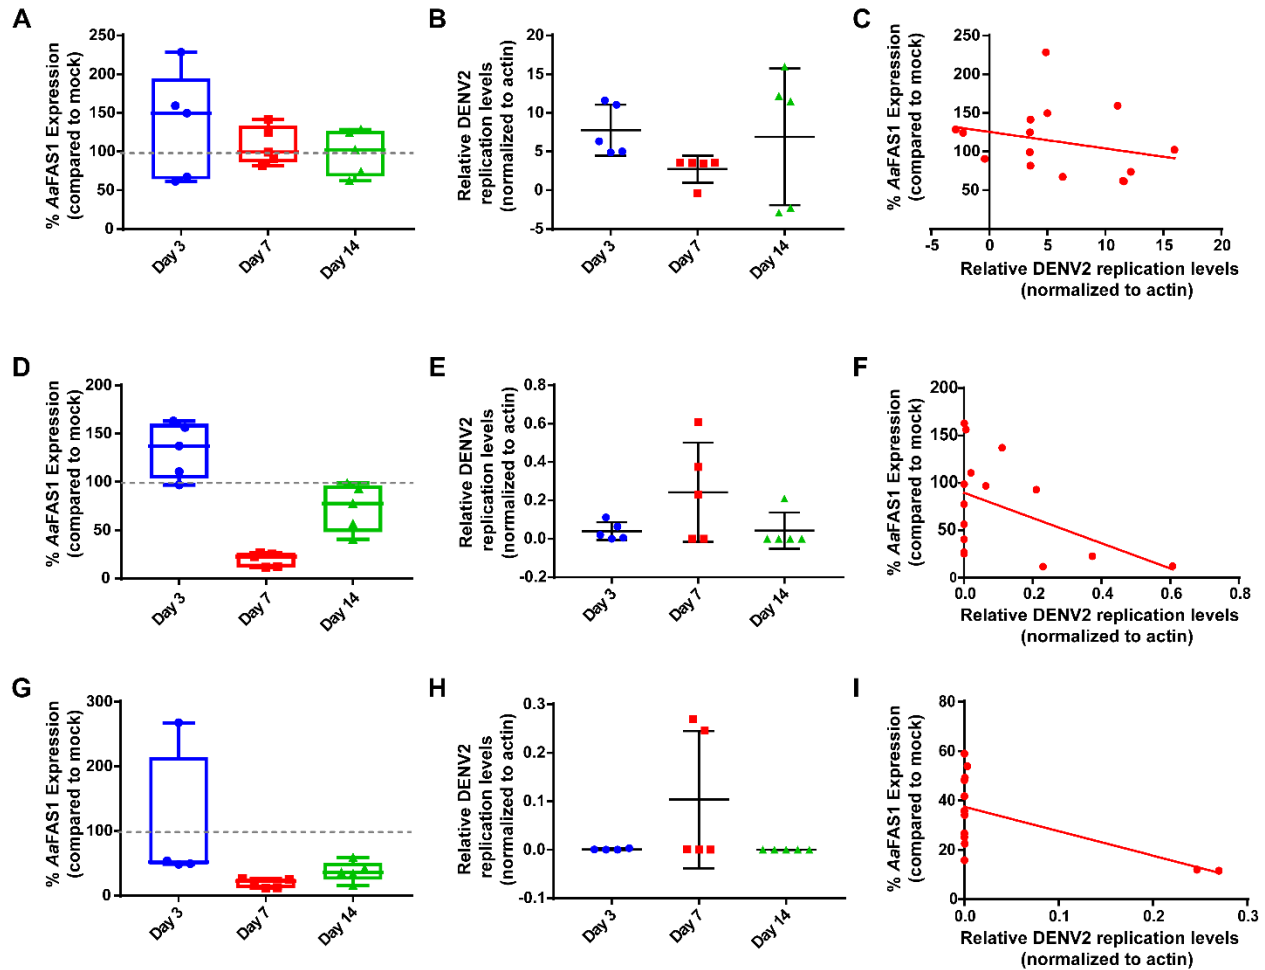 A
% AaFAS1 Expression
(compared to mock)
250
200
150
100
50
0
Day 3
Day 7
Day 14
B
Relative DENV2
replication levels
(normalized to actin)
20
15
10
5
0
-5
Day 3
Day 7
Day 14
C
% AaFAS1 Expression
(compared to mock)
250
200
150
100
50
-5
0
5
10
15
20
Relative DENV2 replication levels
(normalized to actin)
D
% AaFAS1 Expression
(compared to mock)
200
150
100
50
0
Day 3
Day 7
Day 14
E
Relative DENV2
replication levels
(normalized to actin)
0.8
0.6
0.4
0.2
0.0
-0.2
Day 3
Day 7
Day 14
F
% AaFAS1 Expression
(compared to mock)
200
150
100
50
0
0.0
0.2
0.4
0.6
0.8
Relative DENV2 replication levels
(normalized to actin)
G
% AaFAS1 Expression
(compared to mock)
300
200
100
0
Day 3
Day 7
Day 14
H
Relative DENV2
replication levels
(normalized to actin)
0.3
0.2
0.1
0.0
-0.1
Day 3
Day 7
Day 14
I
% AaFAS1 Expression
(compared to mock)
80
60
40
20
0
0.0
0.1
0.2
0.3
Relative DENV2 replication levels
(normalized to actin)